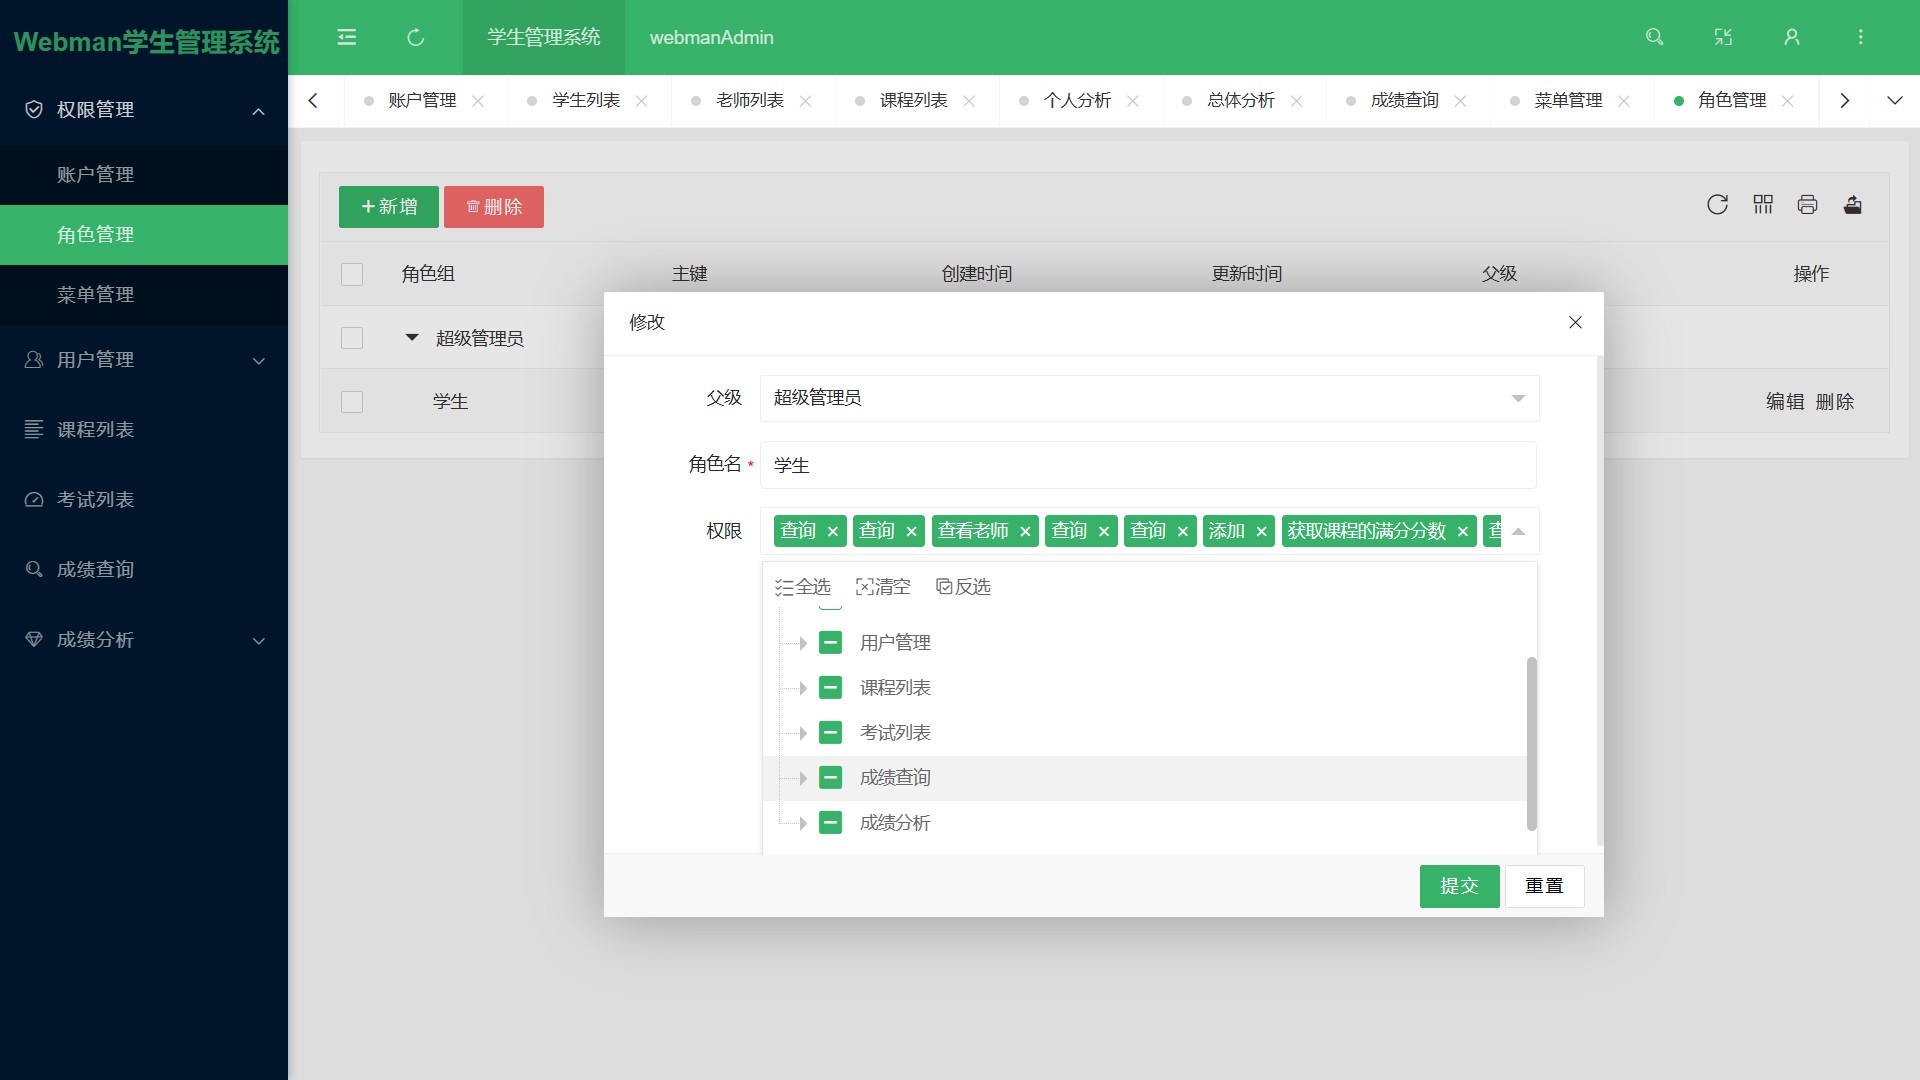 Webman学生管理系统
学生管理系统
webmanAdmin
账户管理
学生列表
老师列表
课程列表
个人分析
总体分析
成绩查询
菜单管理
角色管理
权限管理
账户管理
角色管理
菜单管理
用户管理
课程列表
考试列表
成绩查询
成绩分析
新增
删除
角色组 主键 创建时间 更新时间 父级 操作
超级管理员
学生 编辑 删除
修改
父级 超级管理员
角色名 * 学生
权限 查询 查询 查看老师 查询 查询 添加 获取课程的满分分数
全选 清空 反选
用户管理
课程列表
考试列表
成绩查询
成绩分析
提交 重置